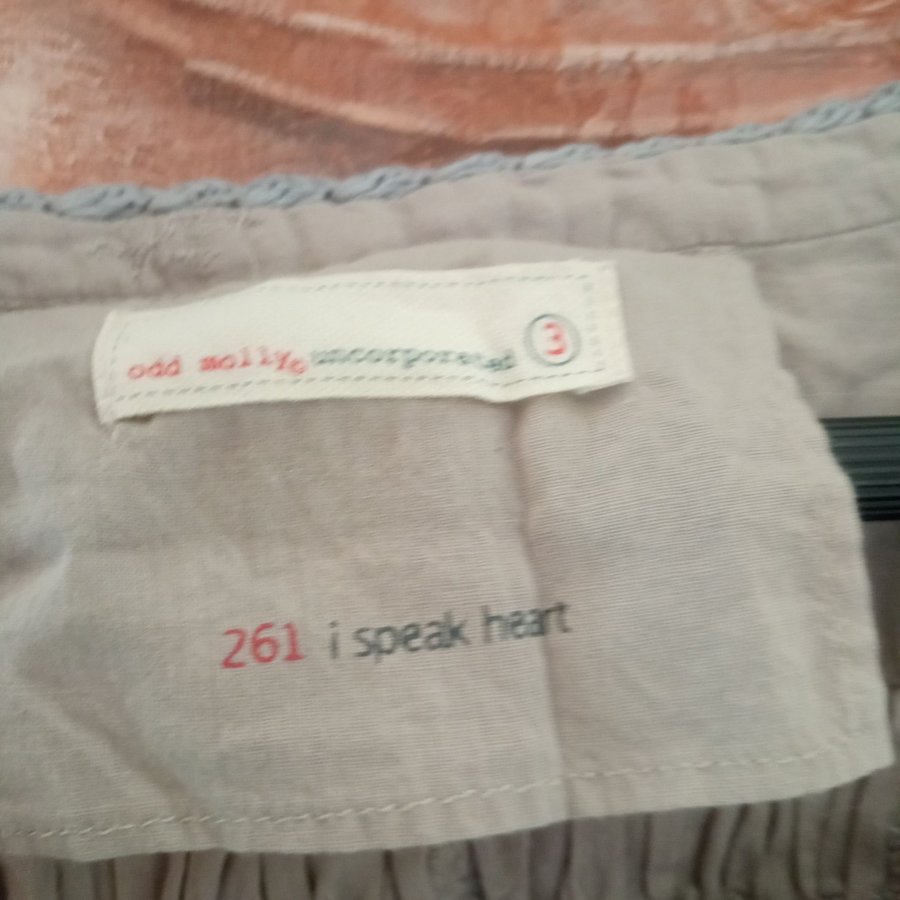 odd molly© uncorporated 3
261 i speak heart